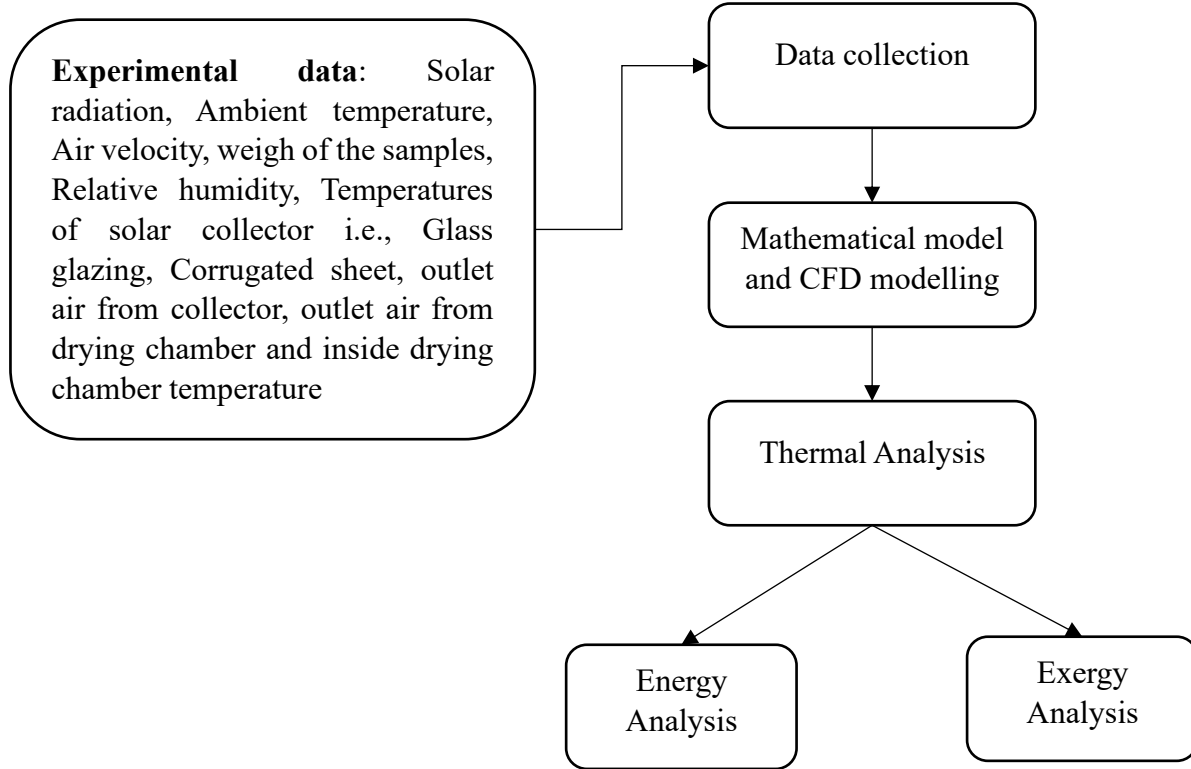 Experimental data: Solar
radiation, Ambient temperature,
Air velocity, weigh of the samples,
Relative humidity, Temperatures
of solar collector i.e., Glass
glazing, Corrugated sheet, outlet
air from collector, outlet air from
drying chamber and inside drying
chamber temperature
Data collection
Mathematical model
and CFD modelling
Thermal Analysis
Energy
Analysis
Exergy
Analysis